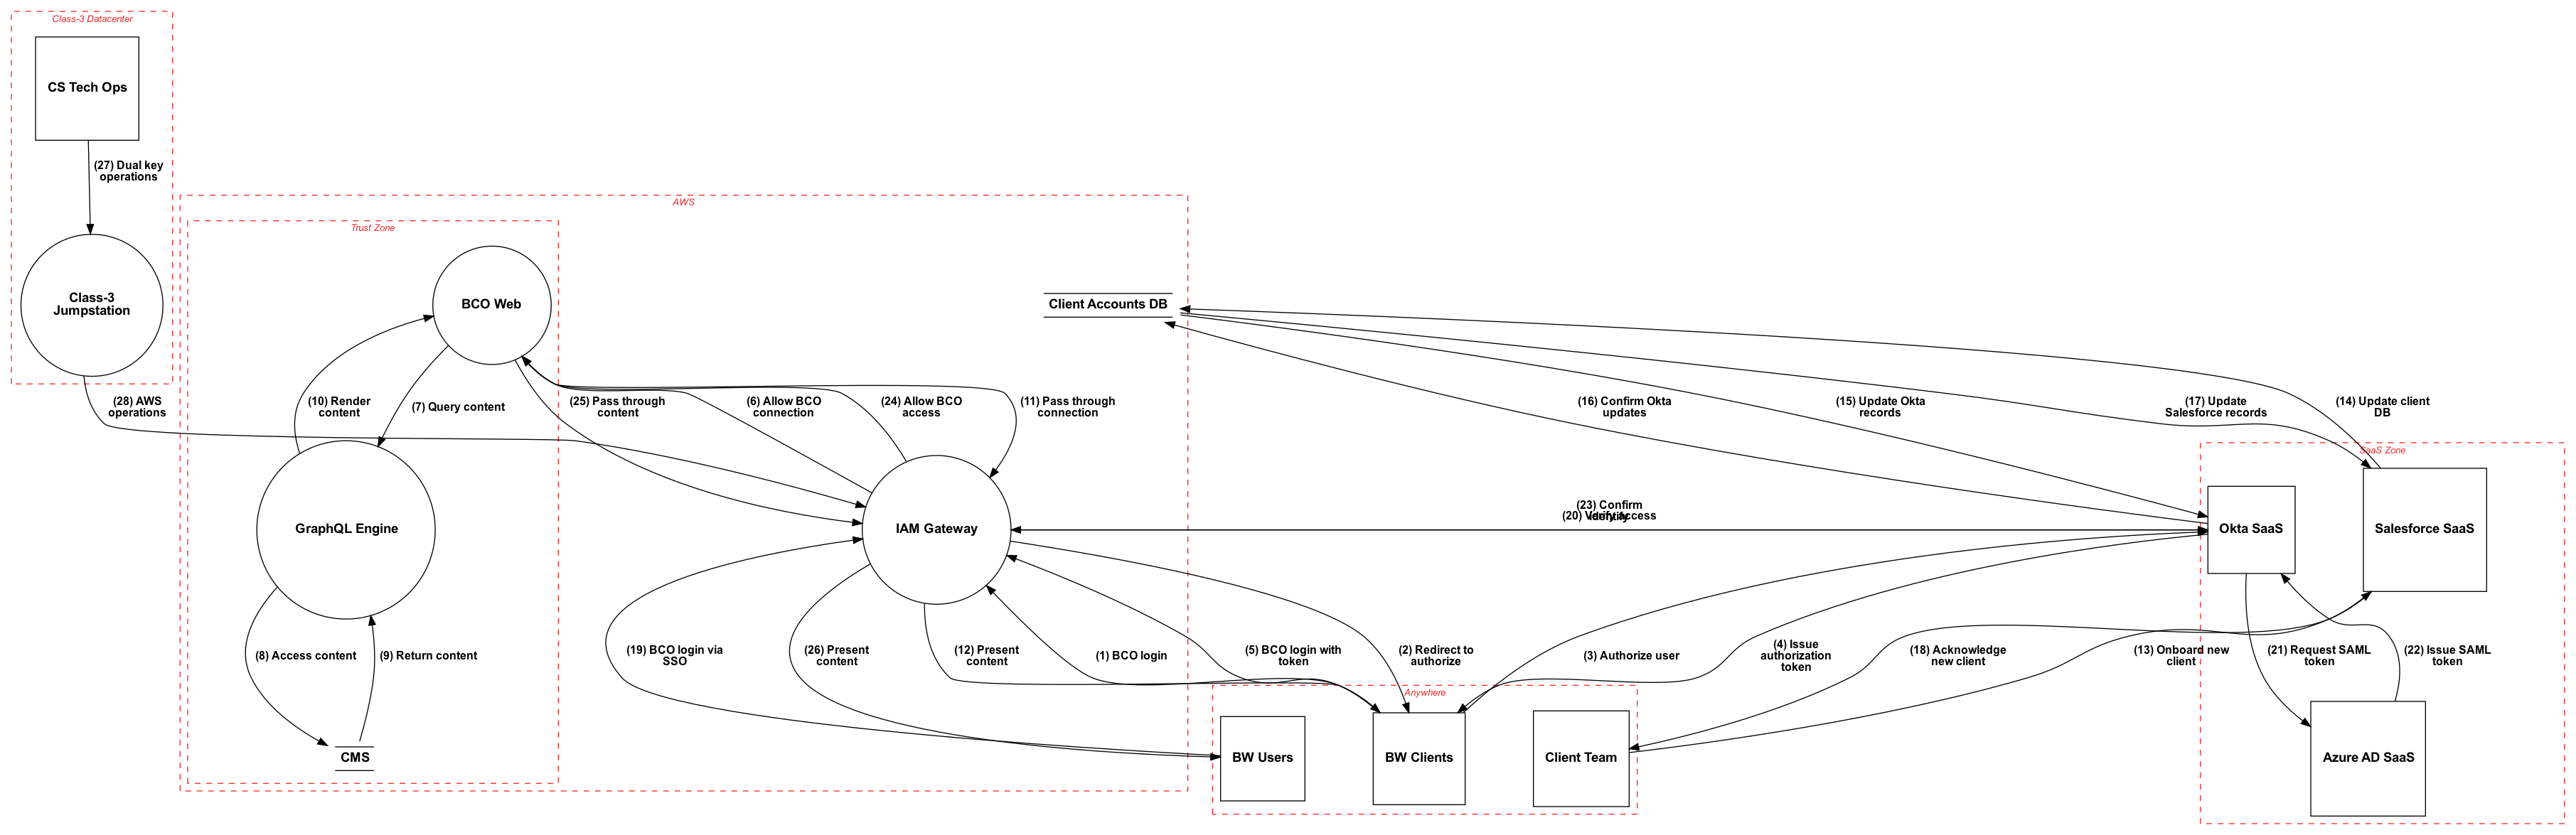 Class-3 Datacenter
CS Tech Ops
(27) Dual key
operations
AWS
Trust Zone
BCO Web
Class-3
Jumpstation
Client Accounts DB
(28) AWS
operations
(10) Render
content
(7) Query content
(25) Pass through
content
(6) Allow BCO
connection
(24) Allow BCO
access
(11) Pass through
connection
(16) Confirm Okta
updates
(15) Update Okta
records
(17) Update
Salesforce records
(14) Update client
DB
SaaS Zone
GraphQL Engine
IAM Gateway
(23) Confirm
identity
(20) Verify access
Okta SaaS
Salesforce SaaS
(8) Access content
(9) Return content
(19) BCO login via
SSO
(26) Present
content
(12) Present
content
(1) BCO login
(5) BCO login with
token
(2) Redirect to
authorize
(3) Authorize user
(4) Issue
authorization
token
(18) Acknowledge
new client
(13) Onboard new
client
(21) Request SAML
token
(22) Issue SAML
token
Anywhere
CMS
BW Users
BW Clients
Client Team
Azure AD SaaS